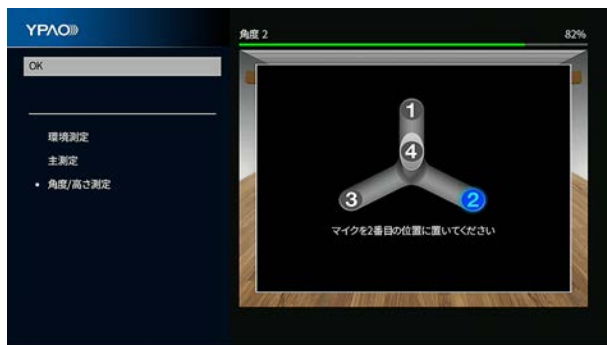 YPAO
角度 2
82%
OK
環境測定
主測定
• 角度/高さ測定
1
4
3
2
マイクを2番目の位置に置いてください